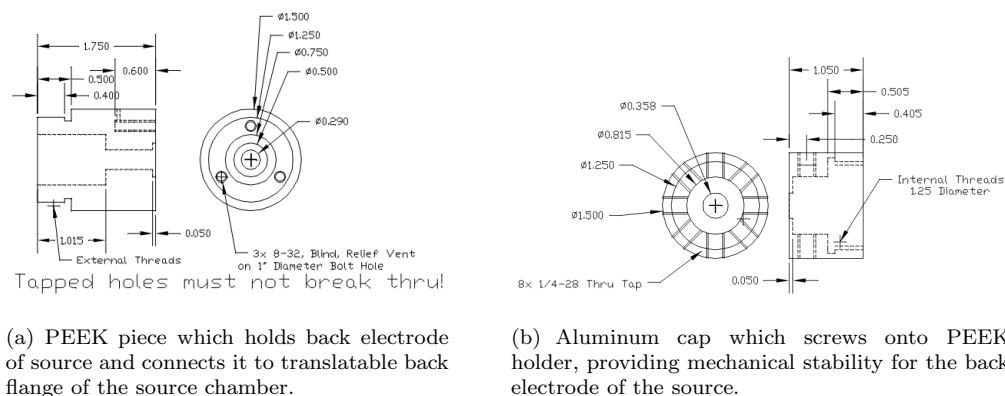 ø1.500
ø1.250
ø0.750
ø0.500
ø0.290
1.750
0.600
0.500
0.400
1.015
0.050
External Threads
3x 8-32, Blind, Relief Vent
on 1" Diameter Bolt Hole
Tapped holes must not break thru!
(a) PEEK piece which holds back electrode
of source and connects it to translatable back
flange of the source chamber.
1.050
0.505
0.405
0.250
ø0.358
ø0.815
ø1.250
ø1.500
Internal Threads
1.25 Diameter
8x 1/4-28 Thru Tap
0.050
(b) Aluminum cap which screws onto PEEK
holder, providing mechanical stability for the back
electrode of the source.